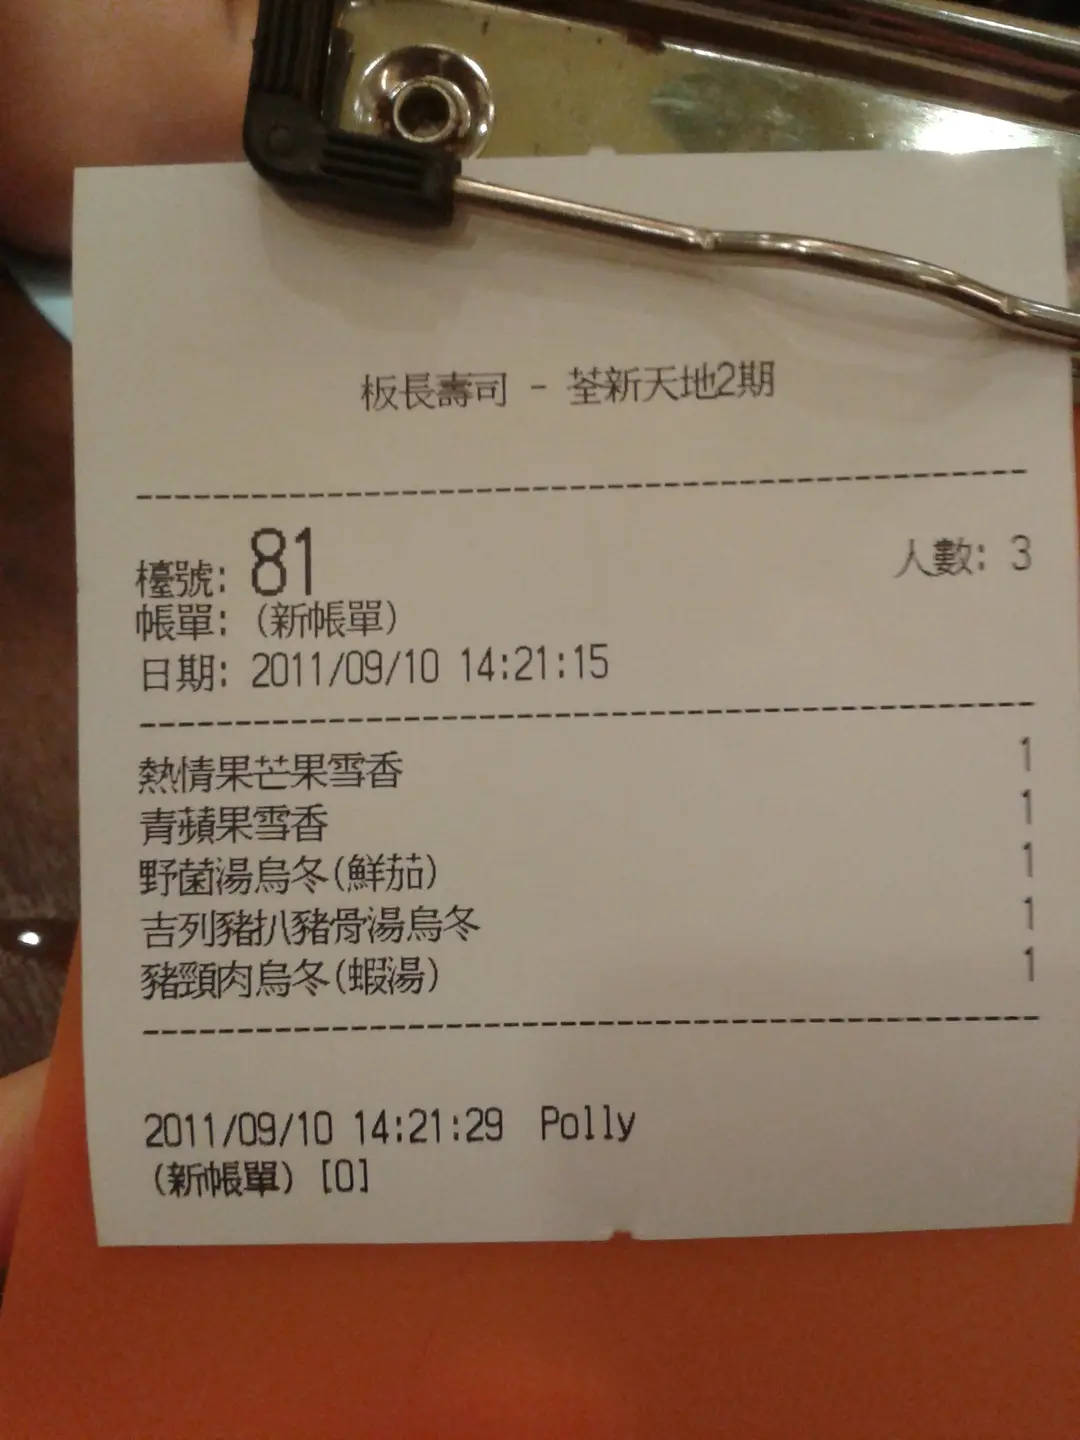 板長壽司 - 荃新天地2期
檯號: 81 人數: 3
帳單: (新帳單)
日期: 2011/09/10 14:21:15
熱情果芒果雪香 1
青蘋果雪香 1
野菌湯烏冬(鮮茄) 1
吉列豬扒豬骨湯烏冬 1
豬頸肉烏冬(蝦湯) 1
2011/09/10 14:21:29 Polly
(新帳單) [0]